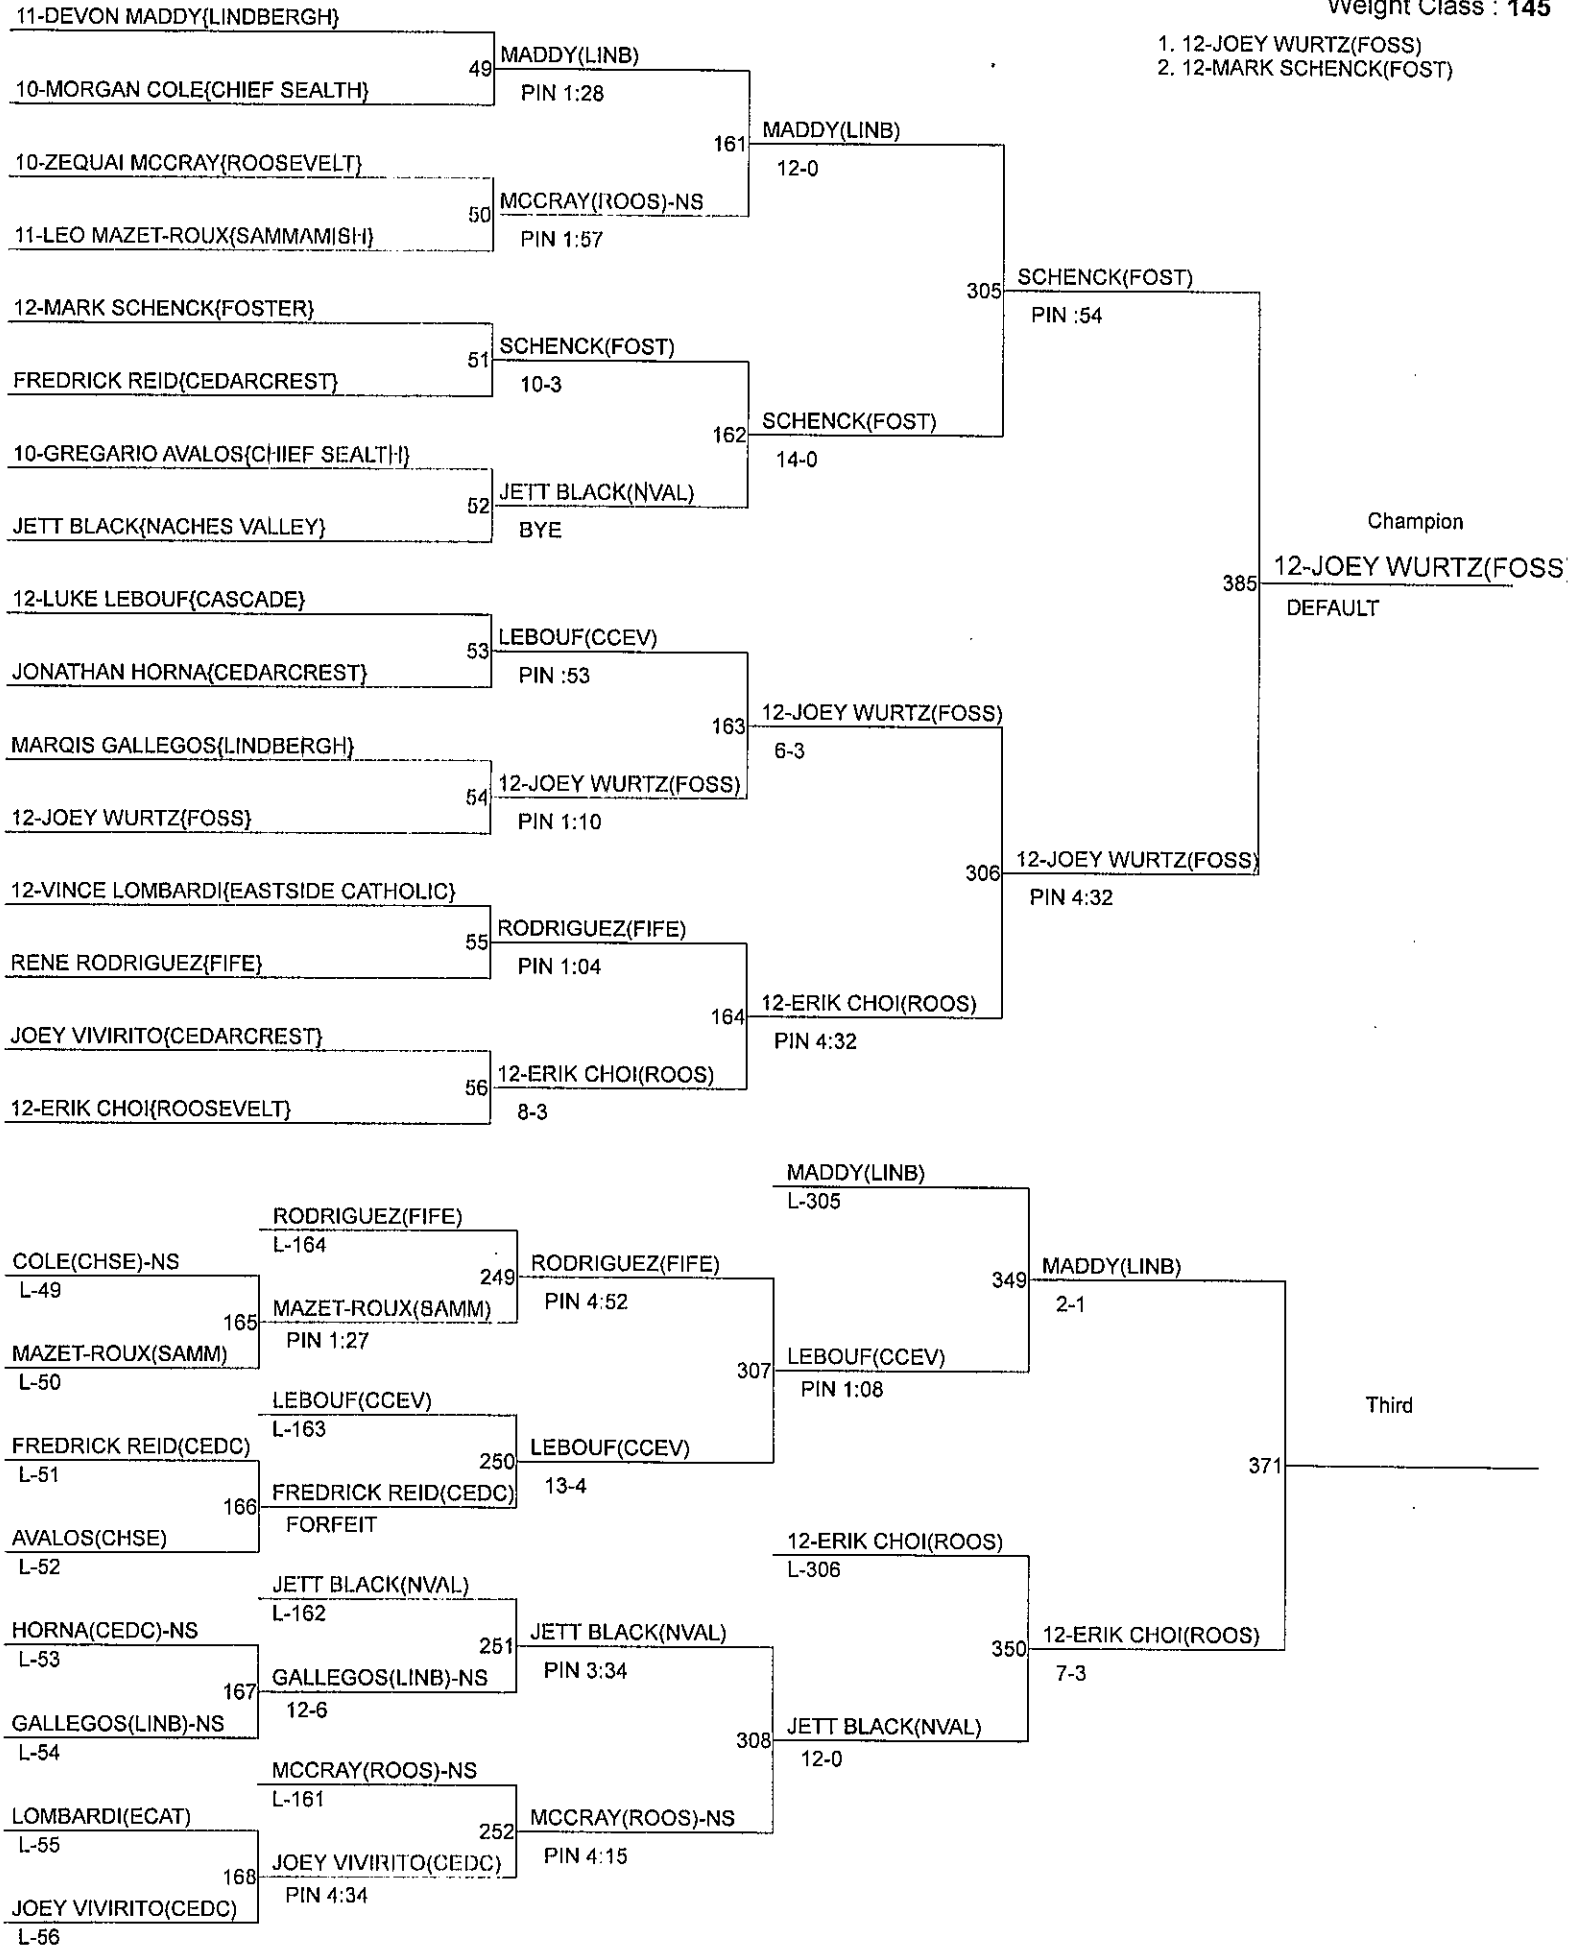 Weight Class : 145
1. 12-JOEY WURTZ(FOSS)
2. 12-MARK SCHENCK(FOST)
11-DEVON MADDY{LINDBERGH}
49
MADDY(LINB)
PIN 1:28
10-MORGAN COLE{CHIEF SEALTH}
161
MADDY(LINB)
12-0
10-ZEQUAI MCCRAY{ROOSEVELT}
50
MCCRAY(ROOS)-NS
PIN 1:57
11-LEO MAZET-ROUX{SAMMAMISH}
305
SCHENCK(FOST)
PIN :54
12-MARK SCHENCK{FOSTER}
51
SCHENCK(FOST)
10-3
FREDRICK REID{CEDARCREST}
162
SCHENCK(FOST)
14-0
10-GREGARIO AVALOS{CHIEF SEALTH}
52
JETT BLACK(NVAL)
BYE
JETT BLACK{NACHES VALLEY}
Champion
385
12-JOEY WURTZ(FOSS)
DEFAULT
12-LUKE LEBOUF{CASCADE}
53
LEBOUF(CCEV)
PIN :53
JONATHAN HORNA{CEDARCREST}
163
12-JOEY WURTZ(FOSS)
6-3
MARQIS GALLEGOS{LINDBERGH}
54
12-JOEY WURTZ(FOSS)
PIN 1:10
12-JOEY WURTZ{FOSS}
306
12-JOEY WURTZ(FOSS)
PIN 4:32
12-VINCE LOMBARDI{EASTSIDE CATHOLIC}
55
RODRIGUEZ(FIFE)
PIN 1:04
RENE RODRIGUEZ{FIFE}
164
12-ERIK CHOI(ROOS)
PIN 4:32
JOEY VIVIRITO{CEDARCREST}
56
12-ERIK CHOI(ROOS)
8-3
12-ERIK CHOI{ROOSEVELT}
MADDY(LINB)
L-305
RODRIGUEZ(FIFE)
L-164
COLE(CHSE)-NS
L-49
249
RODRIGUEZ(FIFE)
PIN 4:52
349
MADDY(LINB)
2-1
165
MAZET-ROUX(SAMM)
PIN 1:27
MAZET-ROUX(SAMM)
L-50
307
LEBOUF(CCEV)
PIN 1:08
LEBOUF(CCEV)
L-163
Third
FREDRICK REID(CEDC)
L-51
250
LEBOUF(CCEV)
13-4
371
166
FREDRICK REID(CEDC)
FORFEIT
AVALOS(CHSE)
L-52
12-ERIK CHOI(ROOS)
L-306
JETT BLACK(NVAL)
L-162
HORNA(CEDC)-NS
L-53
251
JETT BLACK(NVAL)
PIN 3:34
350
12-ERIK CHOI(ROOS)
7-3
167
GALLEGOS(LINB)-NS
12-6
GALLEGOS(LINB)-NS
L-54
308
JETT BLACK(NVAL)
12-0
MCCRAY(ROOS)-NS
L-161
LOMBARDI(ECAT)
L-55
252
MCCRAY(ROOS)-NS
PIN 4:15
168
JOEY VIVIRITO(CEDC)
PIN 4:34
JOEY VIVIRITO(CEDC)
L-56